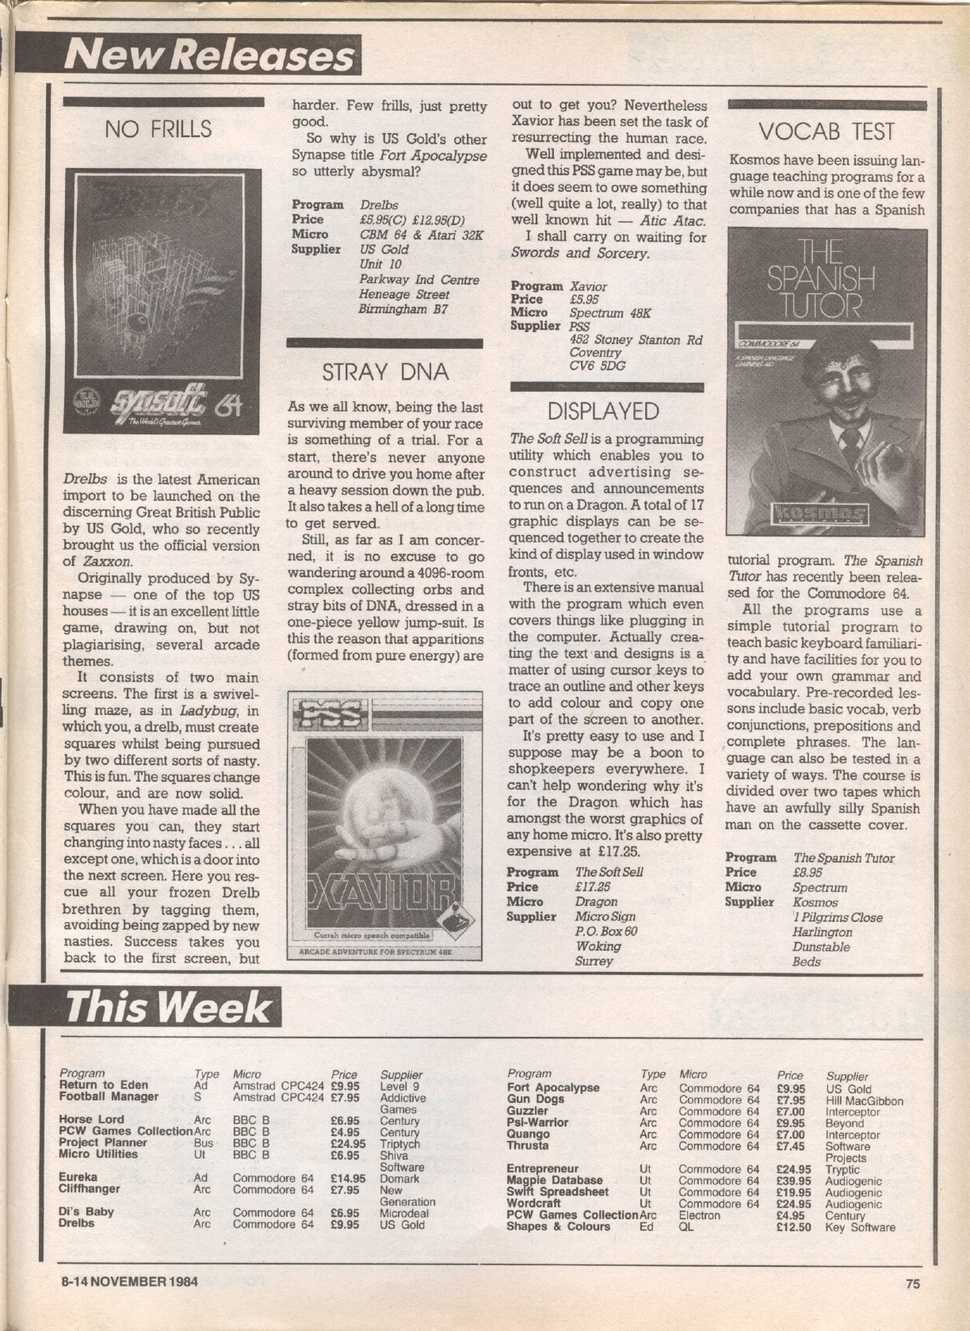 New Releases
NO FRILLS
SYNSOFT 64
The World's Greatest Games
Drelbs is the latest American
import to be launched on the
discerning Great British Public
by US Gold, who so recently
brought us the official version
of Zaxxon.
Originally produced by Sy-
napse — one of the top US
houses — it is an excellent little
game, drawing on, but not
plagiarising, several arcade
themes.
It consists of two main
screens. The first is a swivel-
ling maze, as in Ladybug, in
which you, a drelb, must create
squares whilst being pursued
by two different sorts of nasty.
This is fun. The squares change
colour, and are now solid.
When you have made all the
squares you can, they start
changing into nasty faces . . . all
except one, which is a door into
the next screen. Here you res-
cue all your frozen Drelb
brethren by tagging them,
avoiding being zapped by new
nasties. Success takes you
back to the first screen, but
harder. Few frills, just pretty
good.
So why is US Gold's other
Synapse title Fort Apocalypse
so utterly abysmal?
Program Drelbs
Price £5.95(C) £12.95(D)
Micro CBM 64 & Atari 32K
Supplier US Gold
Unit 10
Parkway Ind Centre
Heneage Street
Birmingham B7
STRAY DNA
As we all know, being the last
surviving member of your race
is something of a trial. For a
start, there's never anyone
around to drive you home after
a heavy session down the pub.
It also takes a hell of a long time
to get served.
Still, as far as I am concer-
ned, it is no excuse to go
wandering around a 4096-room
complex collecting orbs and
stray bits of DNA, dressed in a
one-piece yellow jump-suit. Is
this the reason that apparitions
(formed from pure energy) are
PSS
XAVIOR
Currah micro speech compatible
ARCADE ADVENTURE FOR SPECTRUM 48K
out to get you? Nevertheless
Xavior has been set the task of
resurrecting the human race.
Well implemented and desi-
gned this PSS game may be, but
it does seem to owe something
(well quite a lot, really) to that
well known hit — Atic Atac.
I shall carry on waiting for
Swords and Sorcery.
Program Xavior
Price £5.95
Micro Spectrum 48K
Supplier PSS
452 Stoney Stanton Rd
Coventry
CV6 5DG
DISPLAYED
The Soft Sell is a programming
utility which enables you to
construct advertising se-
quences and announcements
to run on a Dragon. A total of 17
graphic displays can be se-
quenced together to create the
kind of display used in window
fronts, etc.
There is an extensive manual
with the program which even
covers things like plugging in
the computer. Actually crea-
ting the text and designs is a
matter of using cursor keys to
trace an outline and other keys
to add colour and copy one
part of the screen to another.
It's pretty easy to use and I
suppose may be a boon to
shopkeepers everywhere. I
can't help wondering why it's
for the Dragon which has
amongst the worst graphics of
any home micro. It's also pretty
expensive at £17.25.
Program The Soft Sell
Price £17.25
Micro Dragon
Supplier Micro Sign
P.O. Box 60
Woking
Surrey
VOCAB TEST
Kosmos have been issuing lan-
guage teaching programs for a
while now and is one of the few
companies that has a Spanish
THE
SPANISH
TUTOR
COMMODORE 64
A SPANISH LANGUAGE
LEARNING AID
kosmos
tutorial program. The Spanish
Tutor has recently been relea-
sed for the Commodore 64.
All the programs use a
simple tutorial program to
teach basic keyboard familiari-
ty and have facilities for you to
add your own grammar and
vocabulary. Pre-recorded les-
sons include basic vocab, verb
conjunctions, prepositions and
complete phrases. The lan-
guage can also be tested in a
variety of ways. The course is
divided over two tapes which
have an awfully silly Spanish
man on the cassette cover.
Program The Spanish Tutor
Price £8.95
Micro Spectrum
Supplier Kosmos
1 Pilgrims Close
Harlington
Dunstable
Beds
This Week
Program Type Micro Price Supplier
Return to Eden Ad Amstrad CPC424 £9.95 Level 9
Football Manager S Amstrad CPC424 £7.95 Addictive
Games
Horse Lord Arc BBC B £6.95 Century
PCW Games Collection Arc BBC B £4.95 Century
Project Planner Bus BBC B £24.95 Triptych
Micro Utilities Ut BBC B £6.95 Shiva
Software
Eureka Ad Commodore 64 £14.95 Domark
Cliffhanger Arc Commodore 64 £7.95 New
Generation
Di's Baby Arc Commodore 64 £6.95 Microdeal
Drelbs Arc Commodore 64 £9.95 US Gold
Program Type Micro Price Supplier
Fort Apocalypse Arc Commodore 64 £9.95 US Gold
Gun Dogs Arc Commodore 64 £7.95 Hill MacGibbon
Guzzler Arc Commodore 64 £7.00 Interceptor
Psi-Warrior Arc Commodore 64 £9.95 Beyond
Quango Arc Commodore 64 £7.00 Interceptor
Thrusta Arc Commodore 64 £7.45 Software
Projects
Entrepreneur Ut Commodore 64 £24.95 Tryptic
Magpie Database Ut Commodore 64 £39.95 Audiogenic
Swift Spreadsheet Ut Commodore 64 £19.95 Audiogenic
Wordcraft Ut Commodore 64 £24.95 Audiogenic
PCW Games Collection Arc Electron £4.95 Century
Shapes & Colours Ed QL £12.50 Key Software
8-14 NOVEMBER 1984
75